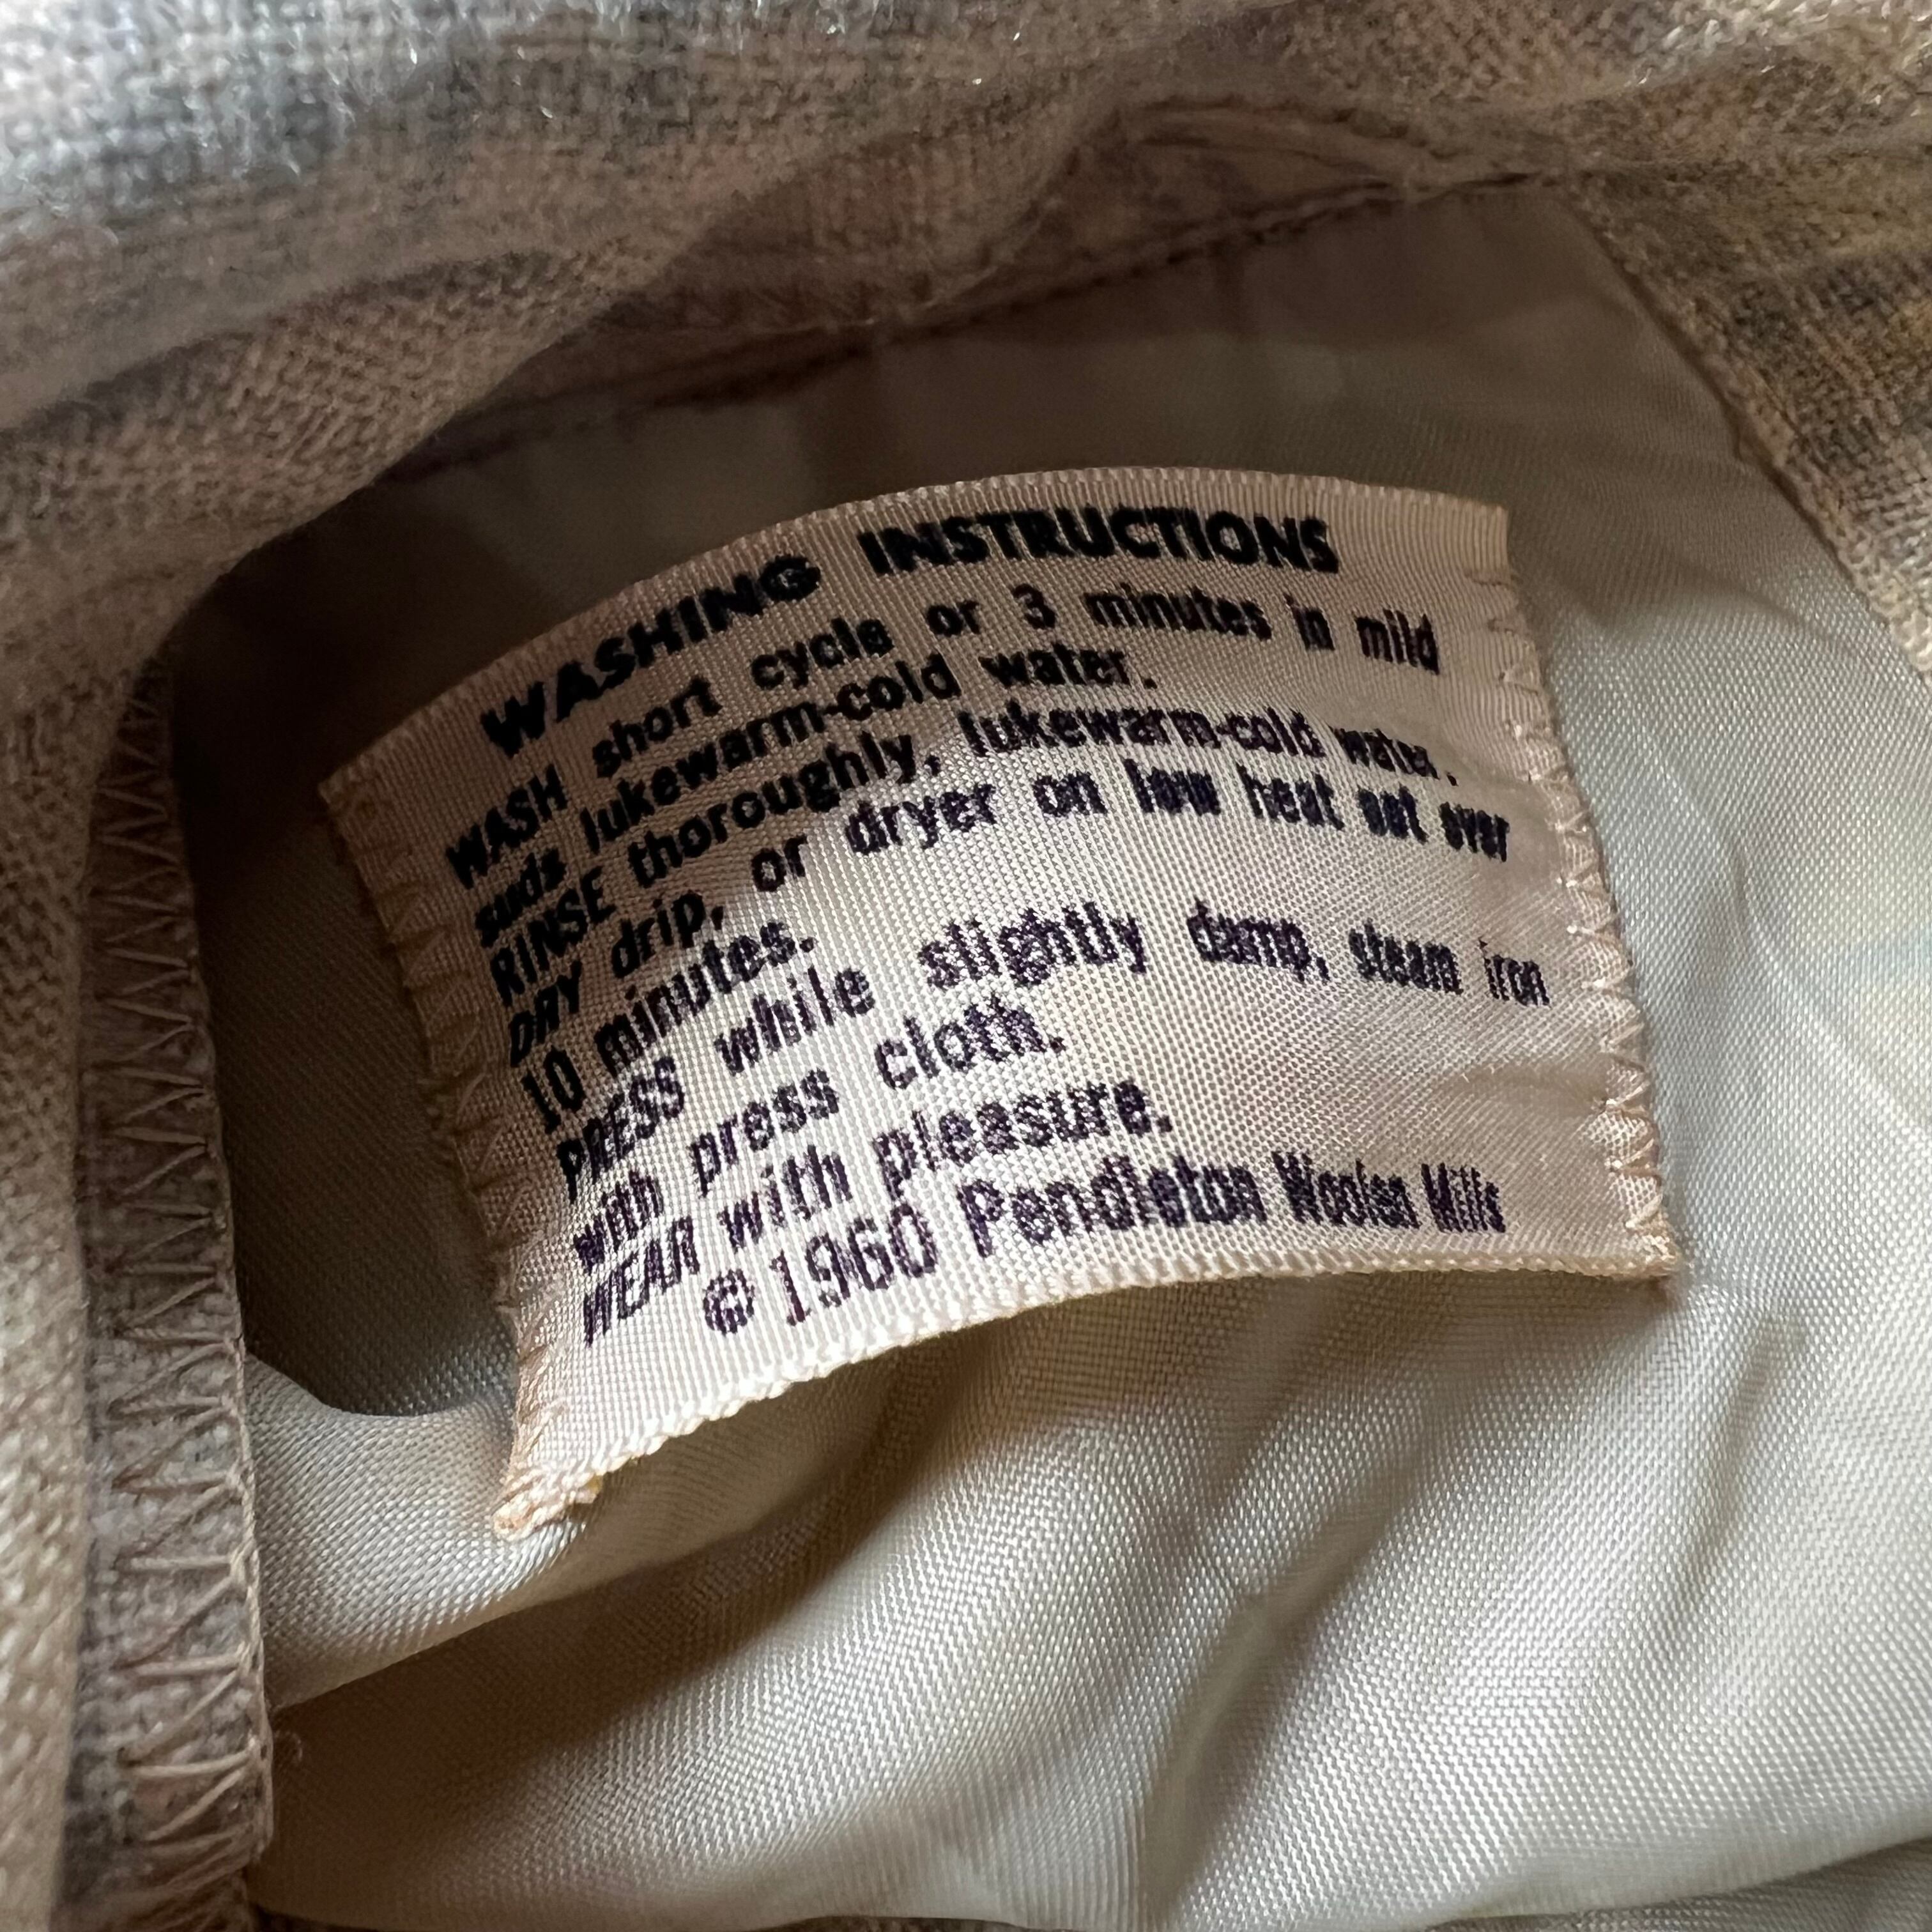 WASHING INSTRUCTIONS
WASH short cycle or 3 minutes in mild
suds lukewarm-cold water.
RINSE thoroughly, lukewarm-cold water.
DRY drip, or dryer on low heat not over
10 minutes.
PRESS while slightly damp, steam iron
with press cloth.
WEAR with pleasure.
© 1960 Pendleton Woolen Mills